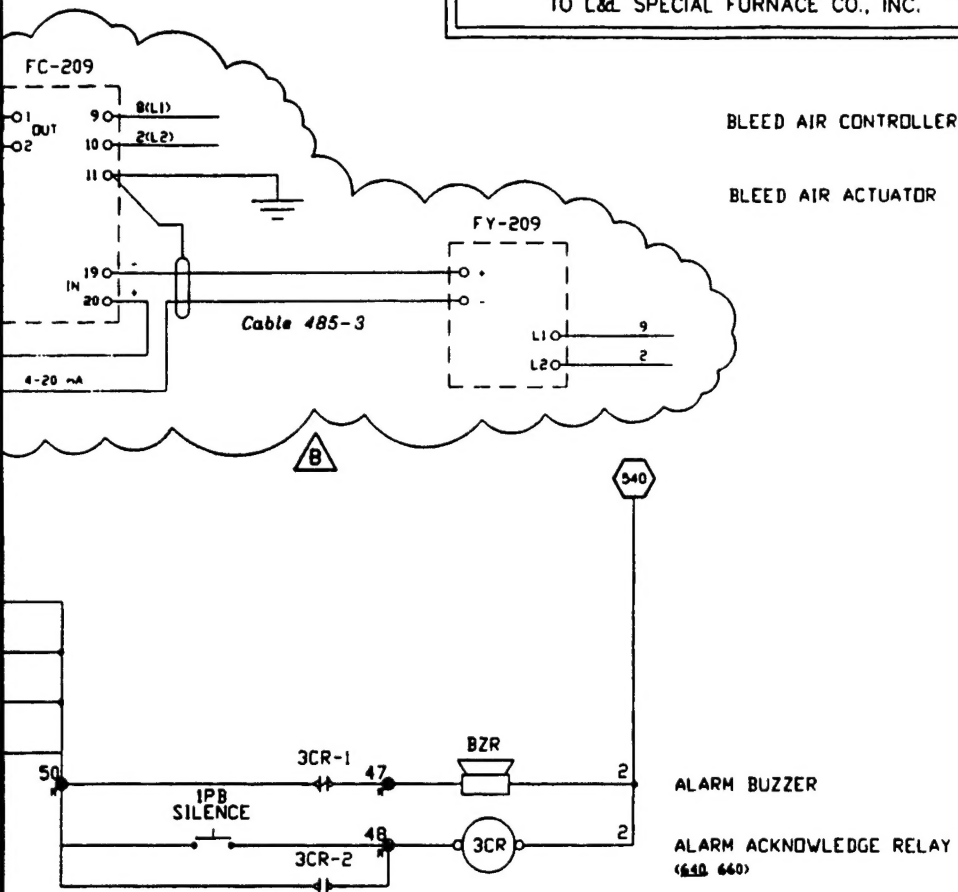 TO L&L SPECIAL FURNACE CO., INC.
FC-209
1
OUT
2
9
8(L1)
10
2(L2)
11
BLEED AIR CONTROLLER
BLEED AIR ACTUATOR
FY-209
19
-
IN
20
+
+
-
Cable 485-3
L1
9
L2
2
4-20 mA
B
540
50
3CR-1
47
BZR
2
ALARM BUZZER
1PB
SILENCE
48
3CR
2
ALARM ACKNOWLEDGE RELAY
(640, 660)
3CR-2